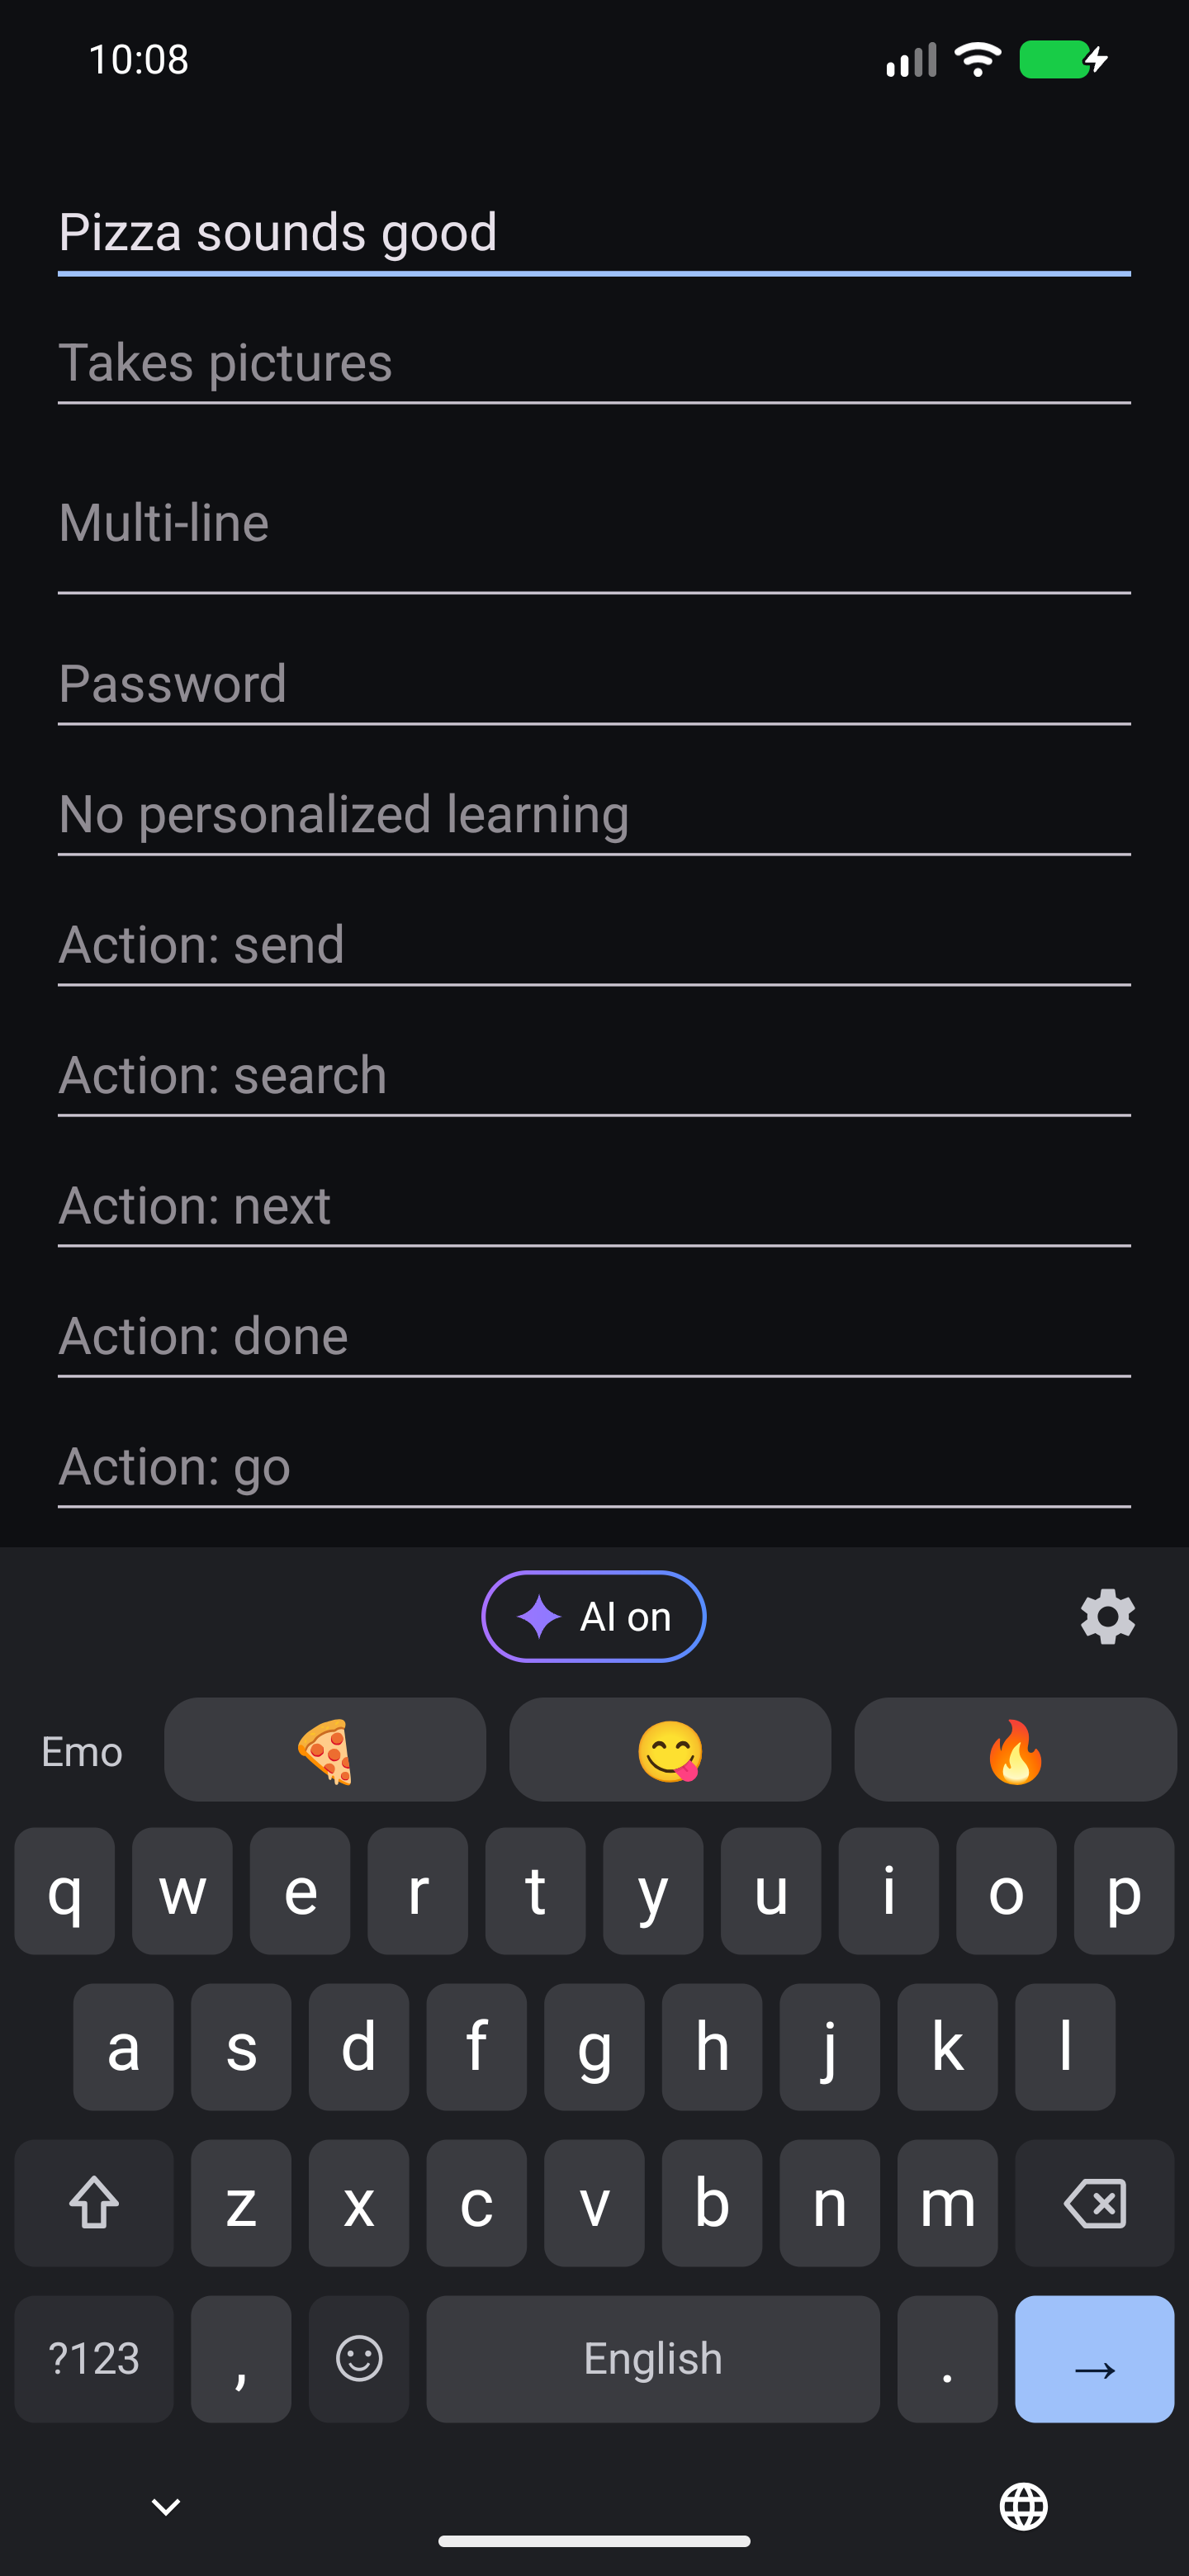 10:08
Pizza sounds good
Takes pictures
Multi-line
Password
No personalized learning
Action: send
Action: search
Action: next
Action: done
Action: go
AI on
Emo 🍕 😋 🔥
q w e r t y u i o p
a s d f g h j k l
z x c v b n m
?123 , English . →